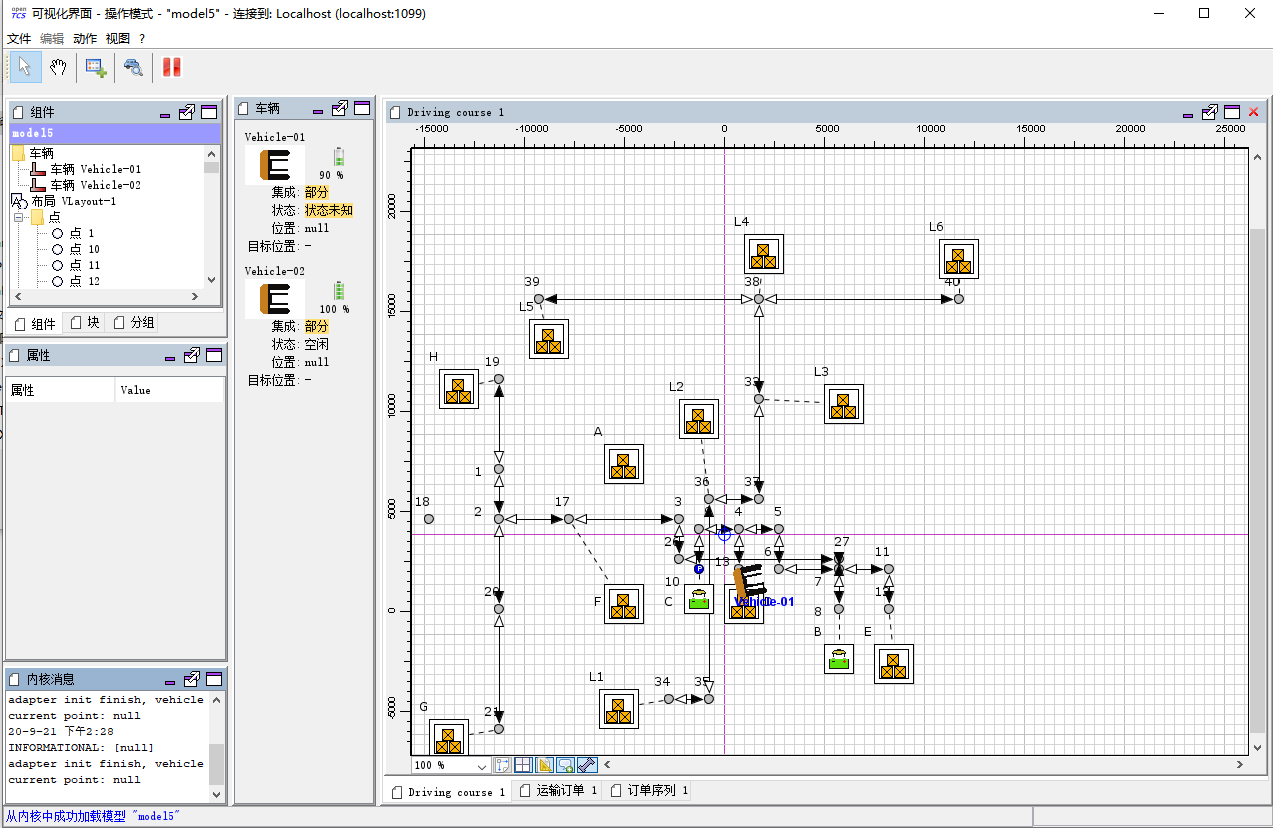 open TCS 可视化界面 - 操作模式 - "model5" - 连接到: Localhost (localhost:1099)
文件 编辑 动作 视图 ?
组件
model5
车辆
车辆 Vehicle-01
车辆 Vehicle-02
布局 VLayout-1
点
点 1
点 10
点 11
点 12
组件 块 分组
属性
属性 Value
内核消息
adapter init finish, vehicle
current point: null
20-9-21 下午2:28
INFORMATIONAL: [null]
adapter init finish, vehicle
current point: null
车辆
Vehicle-01
90 %
集成: 部分
状态: 状态未知
位置: null
目标位置: -
Vehicle-02
100 %
集成: 部分
状态: 空闲
位置: null
目标位置: -
Driving course 1
-15000 -10000 -5000 0 5000 10000 15000 20000 25000
20000
15000
10000
5000
0
-5000
L4 L6
39 38 40
L5
H 19
L3
L2
A
1
36 37
18 2 17 3 4 5
6 27 11
13
10 7
20
F C Vehicle-01 8
B E
L1 34 35
G 21
100 %
Driving course 1 运输订单 1 订单序列 1
从内核中成功加载模型 "model5"